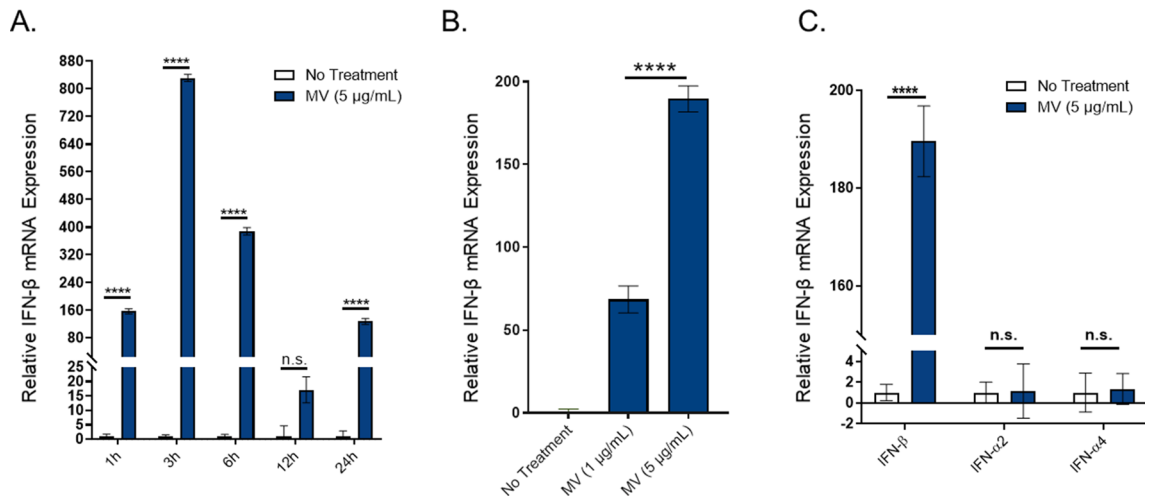 A.
Relative IFN-β mRNA Expression
880
800
720
640
560
480
400
320
240
160
80
25
20
15
10
5
0
****
****
****
n.s.
****
No Treatment
MV (5 µg/mL)
1h
3h
6h
12h
24h
B.
Relative IFN-β mRNA Expression
200
150
100
50
0
****
No Treatment
MV (1 µg/mL)
MV (5 µg/mL)
C.
Relative IFN-β mRNA Expression
200
180
160
4
2
0
-2
****
n.s.
n.s.
No Treatment
MV (5 µg/mL)
IFN-β
IFN-α2
IFN-α4